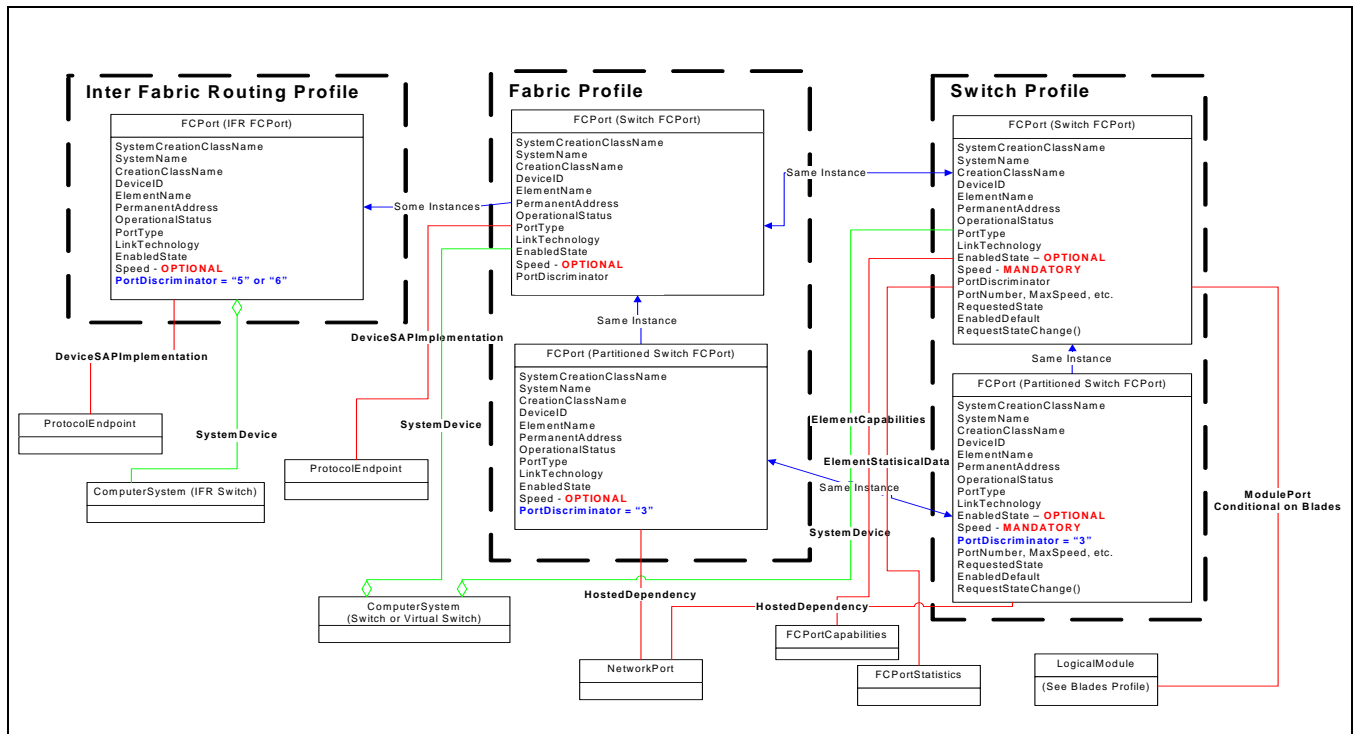 Inter Fabric Routing Profile
FCPort (IFR FCPort)
SystemCreationClassName
SystemName
CreationClassName
DeviceID
ElementName
PermanentAddress
OperationalStatus
PortType
LinkTechnology
EnabledState
Speed - OPTIONAL
PortDiscriminator = “5” or “6”
DeviceSAPImplementation
ProtocolEndpoint
SystemDevice
ComputerSystem (IFR Switch)
Some Instances
Fabric Profile
FCPort (Switch FCPort)
SystemCreationClassName
SystemName
CreationClassName
DeviceID
ElementName
PermanentAddress
OperationalStatus
PortType
LinkTechnology
EnabledState
Speed - OPTIONAL
PortDiscriminator
Same Instance
DeviceSAPImplementation
FCPort (Partitioned Switch FCPort)
SystemCreationClassName
SystemName
CreationClassName
DeviceID
ElementName
PermanentAddress
OperationalStatus
PortType
LinkTechnology
EnabledState
Speed - OPTIONAL
PortDiscriminator = “3”
SystemDevice
ProtocolEndpoint
ComputerSystem
(Switch or Virtual Switch)
HostedDependency
NetworkPort
Same Instance
Switch Profile
FCPort (Switch FCPort)
SystemCreationClassName
SystemName
CreationClassName
DeviceID
ElementName
PermanentAddress
OperationalStatus
PortType
LinkTechnology
EnabledState – OPTIONAL
Speed - MANDATORY
PortDiscriminator
PortNumber, MaxSpeed, etc.
RequestedState
EnabledDefault
RequestStateChange()
Same Instance
FCPort (Partitioned Switch FCPort)
SystemCreationClassName
SystemName
CreationClassName
DeviceID
ElementName
PermanentAddress
OperationalStatus
PortType
LinkTechnology
EnabledState – OPTIONAL
Speed - MANDATORY
PortDiscriminator = “3”
PortNumber, MaxSpeed, etc.
RequestedState
EnabledDefault
RequestStateChange()
ElementCapabilities
ElementStatisicalData
Same Instance
SystemDevice
HostedDependency
FCPortCapabilities
FCPortStatistics
ModulePort
Conditional on Blades
LogicalModule
(See Blades Profile)